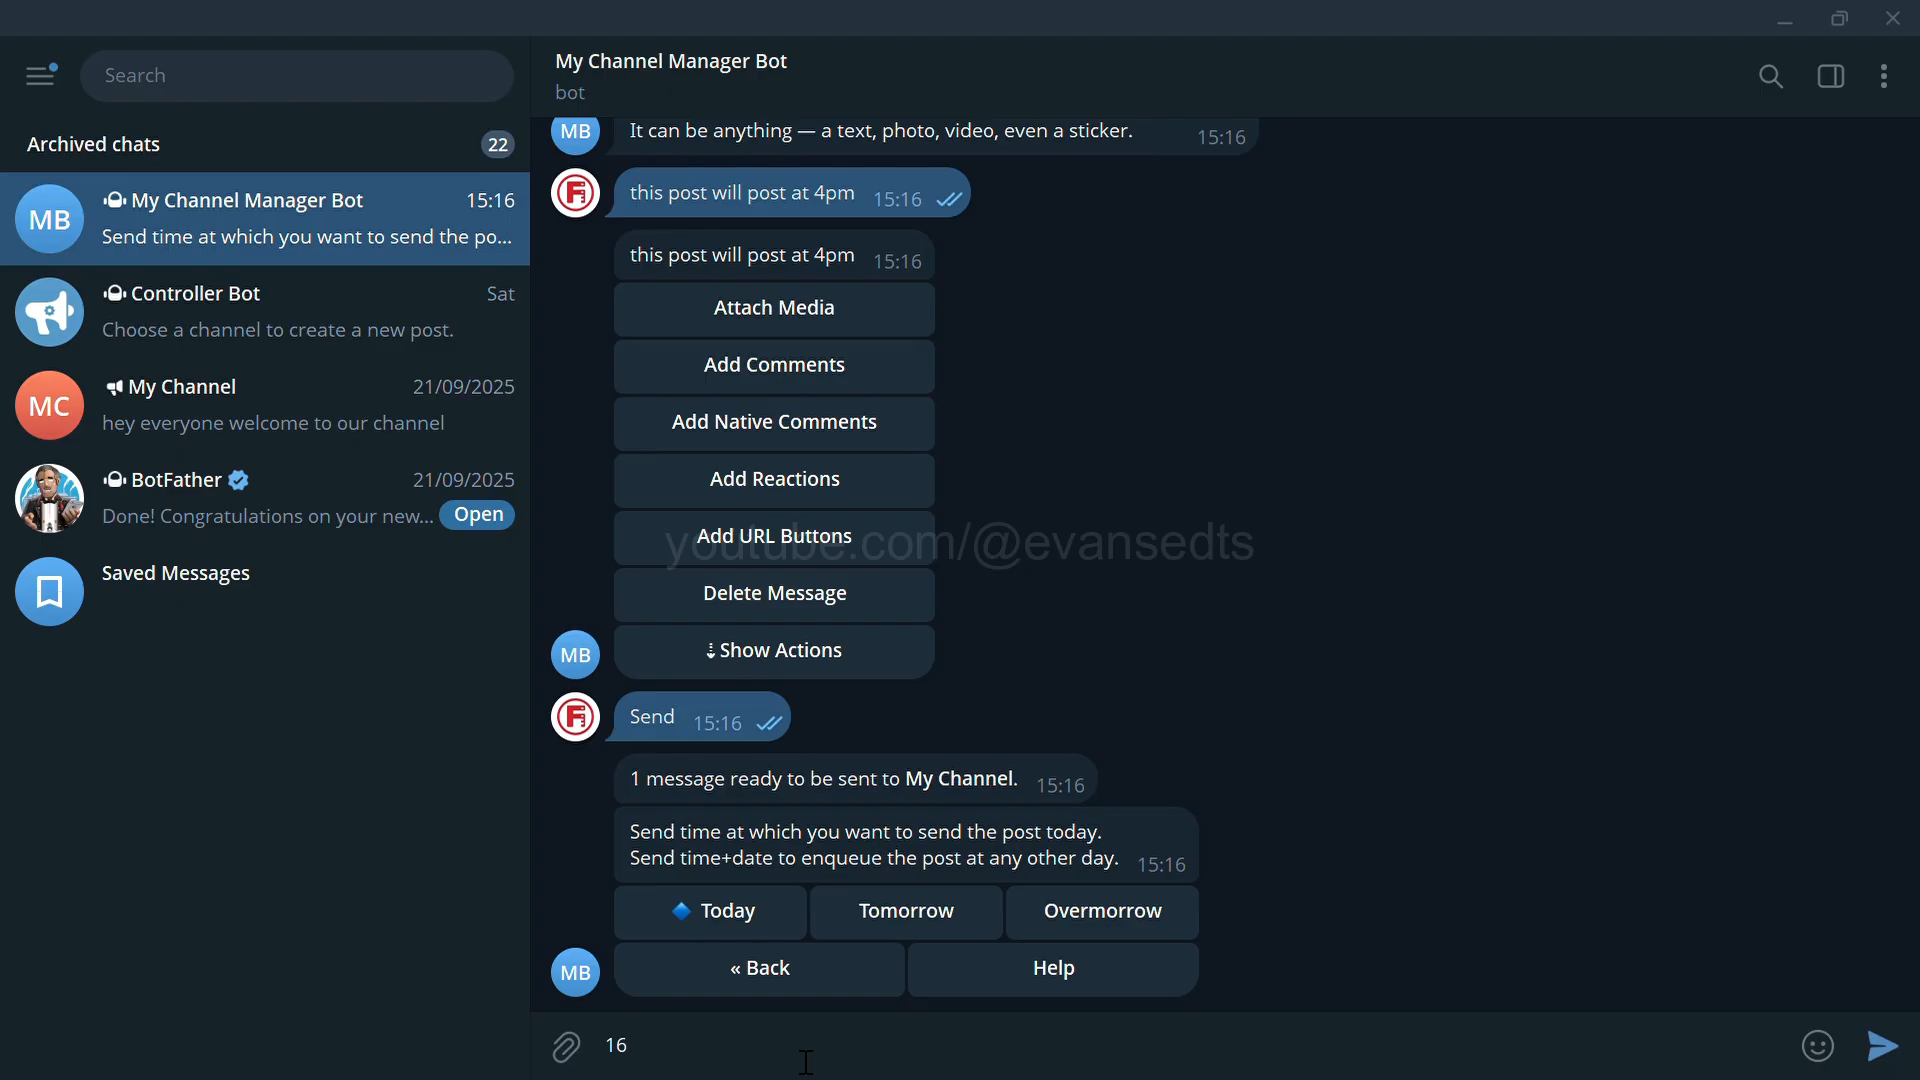 Search
Archived chats
22
MB
My Channel Manager Bot
15:16
Send time at which you want to send the po...
Controller Bot
Sat
Choose a channel to create a new post.
MC
My Channel
21/09/2025
hey everyone welcome to our channel
BotFather
21/09/2025
Done! Congratulations on your new...
Open
Saved Messages
My Channel Manager Bot
bot
MB
It can be anything — a text, photo, video, even a sticker.
15:16
this post will post at 4pm
15:16
this post will post at 4pm
15:16
Attach Media
Add Comments
Add Native Comments
Add Reactions
Add URL Buttons
youtube.com/@evansedts
Delete Message
Show Actions
MB
Send
15:16
1 message ready to be sent to My Channel.
15:16
Send time at which you want to send the post today.
Send time+date to enqueue the post at any other day.
15:16
Today
Tomorrow
Overmorrow
« Back
Help
MB
16